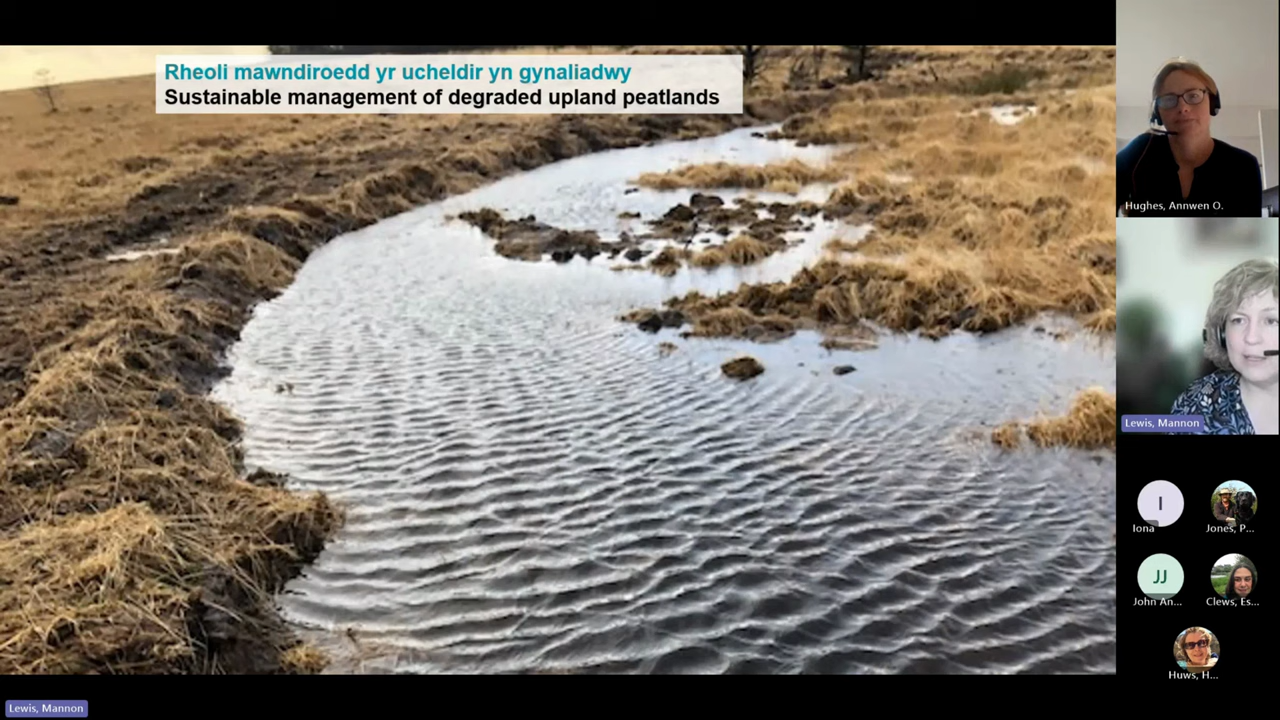 Rheoli mawndiroedd yr ucheldir yn gynaliadwy
Sustainable management of degraded upland peatlands
Hughes, Annwen O.
Lewis, Mannon
I
Iona
Jones, P...
JJ
John An...
Clews, Es...
Huws, H...
Lewis, Mannon